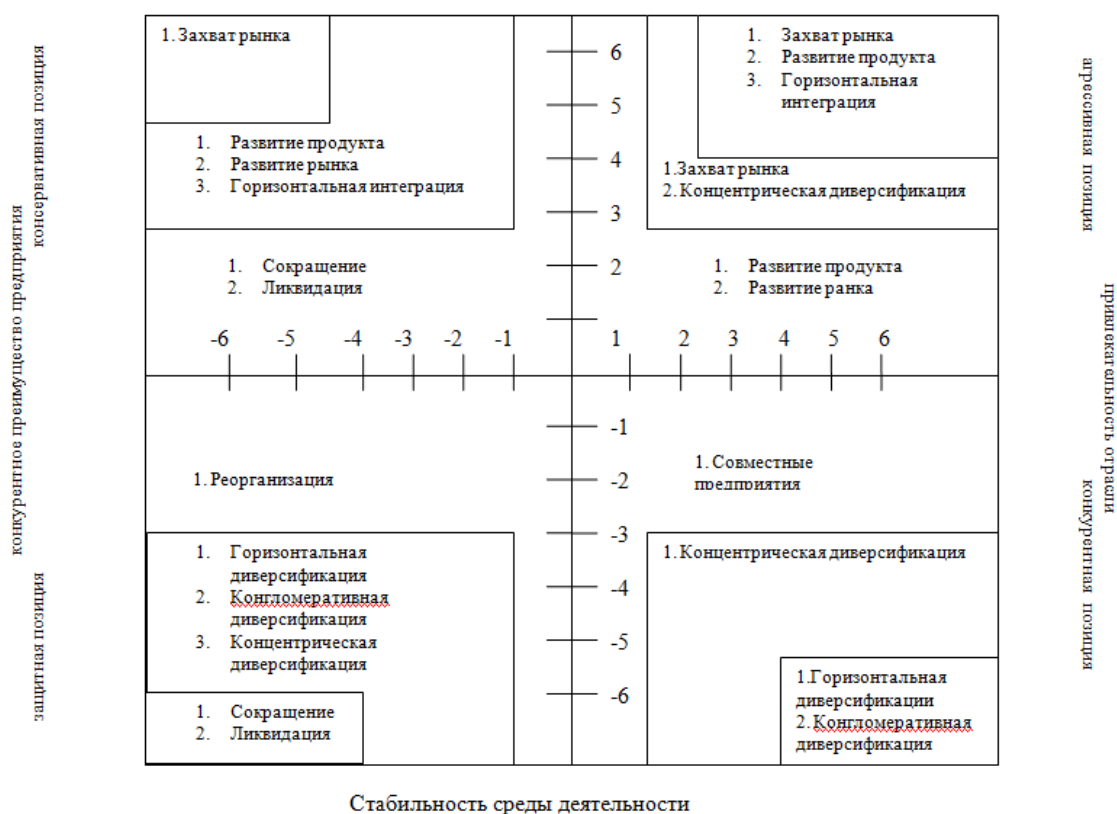 1. Захват рынка
1. Развитие продукта
2. Развитие рынка
3. Горизонтальная интеграция
1. Сокращение
2. Ликвидация
1. Захват рынка
2. Развитие продукта
3. Горизонтальная
интеграция
1.Захват рынка
2. Концентрическая диверсификация
1. Развитие продукта
2. Развитие ранка
6
5
4
3
2
-6 -5 -4 -3 -2 -1 1 2 3 4 5 6
-1
-2
-3
-4
-5
-6
1. Реорганизация
1. Горизонтальная
диверсификация
2. Конгломеративная
диверсификация
3. Концентрическая
диверсификация
1. Сокращение
2. Ликвидация
1. Совместные
предприятия
1. Концентрическая диверсификация
1.Горизонтальная
диверсификации
2. Конгломеративная
диверсификация
консервативная позиция
конкурентное преимущество предприятия
защитная позиция
агрессивная позиция
привлекательность отрасли
конкурентная позиция
Стабильность среды деятельности